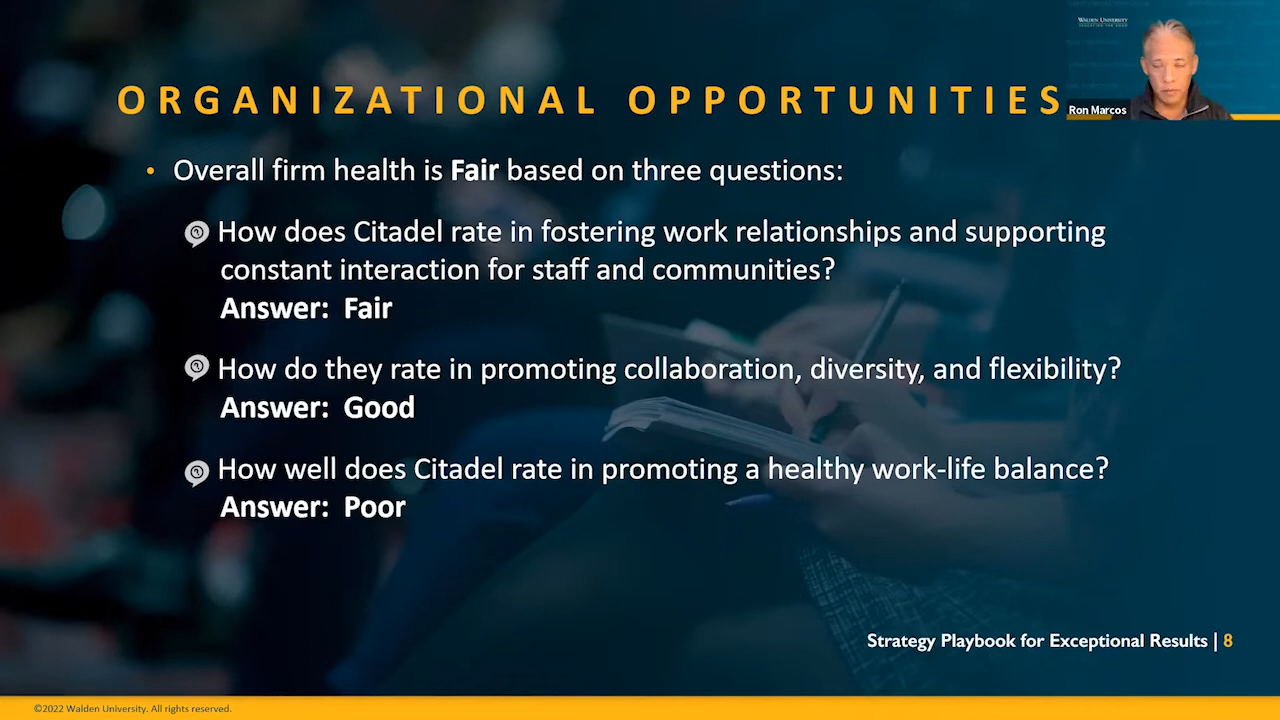 WALDEN UNIVERSITY
ORGANIZATIONAL OPPORTUNITIES
Ron Marcos
• Overall firm health is Fair based on three questions:
How does Citadel rate in fostering work relationships and supporting
constant interaction for staff and communities?
Answer: Fair
How do they rate in promoting collaboration, diversity, and flexibility?
Answer: Good
How well does Citadel rate in promoting a healthy work-life balance?
Answer: Poor
Strategy Playbook for Exceptional Results | 8
©2022 Walden University. All rights reserved.